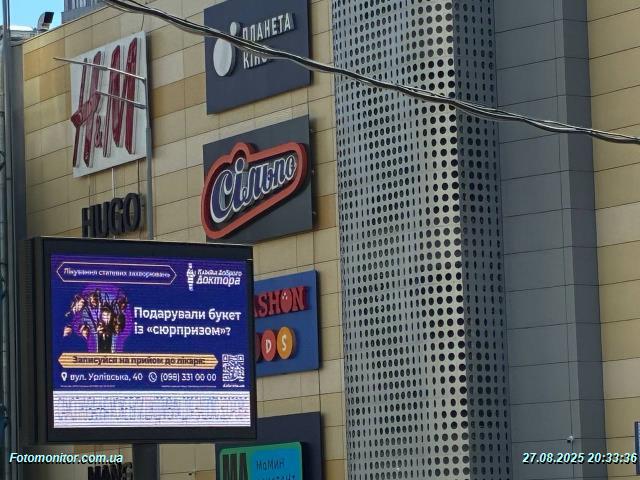 H&M
ПЛАНЕТА
КІНО
Сільпо
HUGO
Лікування статевих захворювань
Клініка Доброго
Доктора
Подарували букет
із «сюрпризом»?
Записуйся на прийом до лікаря:
вул. Урлівська, 40 (098) 331 00 00
Fotomonitor.com.ua
27.08.2025 20:33:36